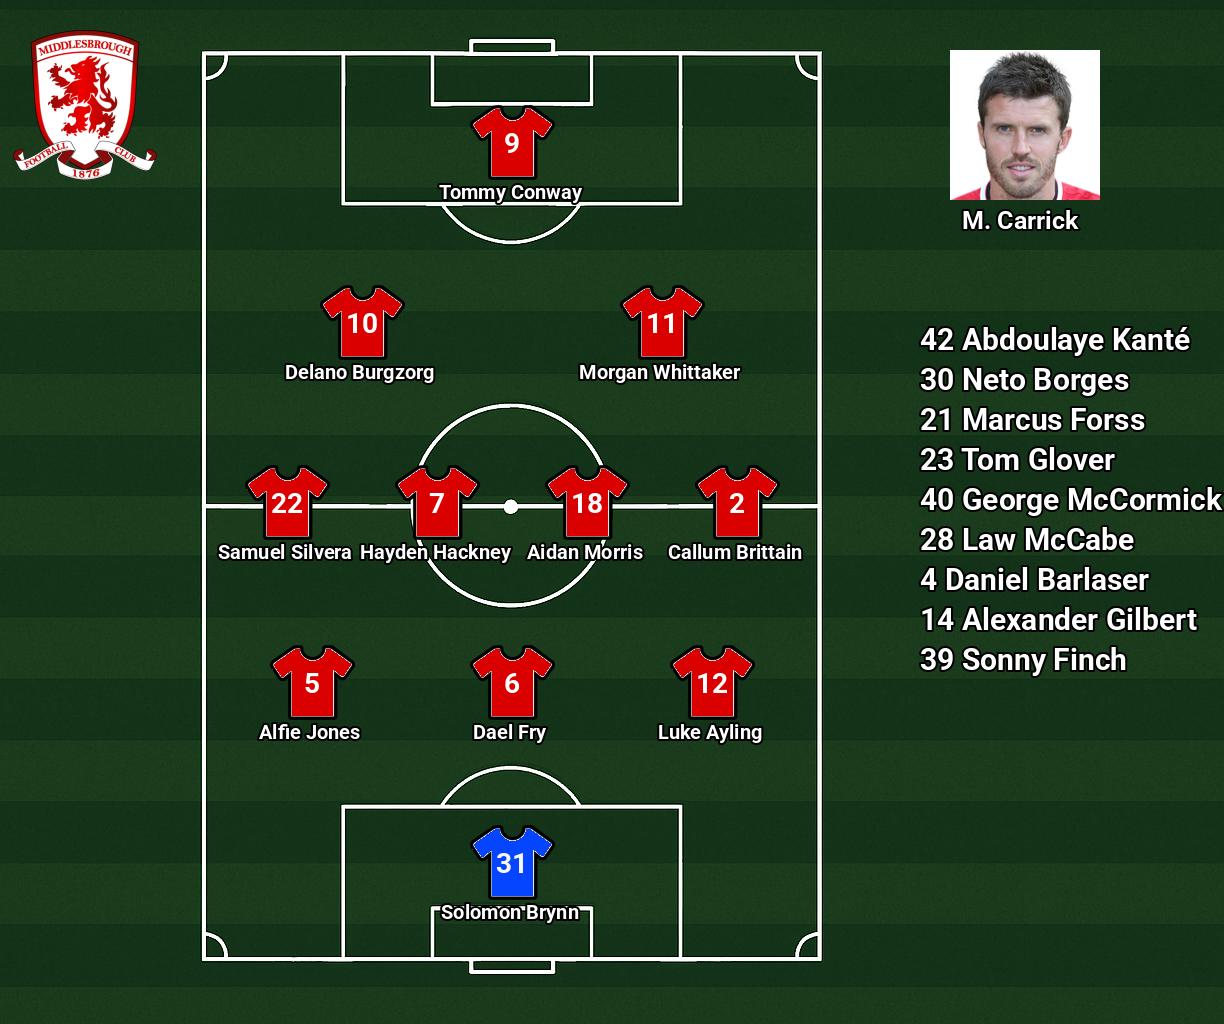 MIDDLESBROUGH
FOOTBALL CLUB
1876
9
Tommy Conway
10
Delano Burgzorg
11
Morgan Whittaker
22
Samuel Silvera
7
Hayden Hackney
18
Aidan Morris
2
Callum Brittain
5
Alfie Jones
6
Dael Fry
12
Luke Ayling
31
Solomon Brynn
M. Carrick
42 Abdoulaye Kanté
30 Neto Borges
21 Marcus Forss
23 Tom Glover
40 George McCormick
28 Law McCabe
4 Daniel Barlaser
14 Alexander Gilbert
39 Sonny Finch